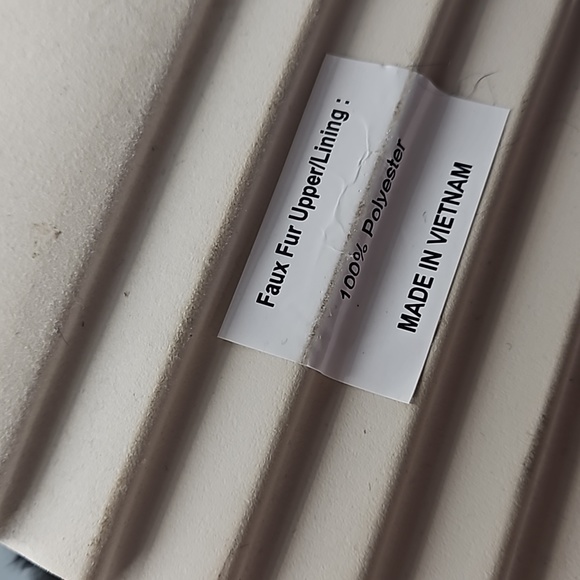 Faux Fur Upper/Lining :
100% Polyester
MADE IN VIETNAM